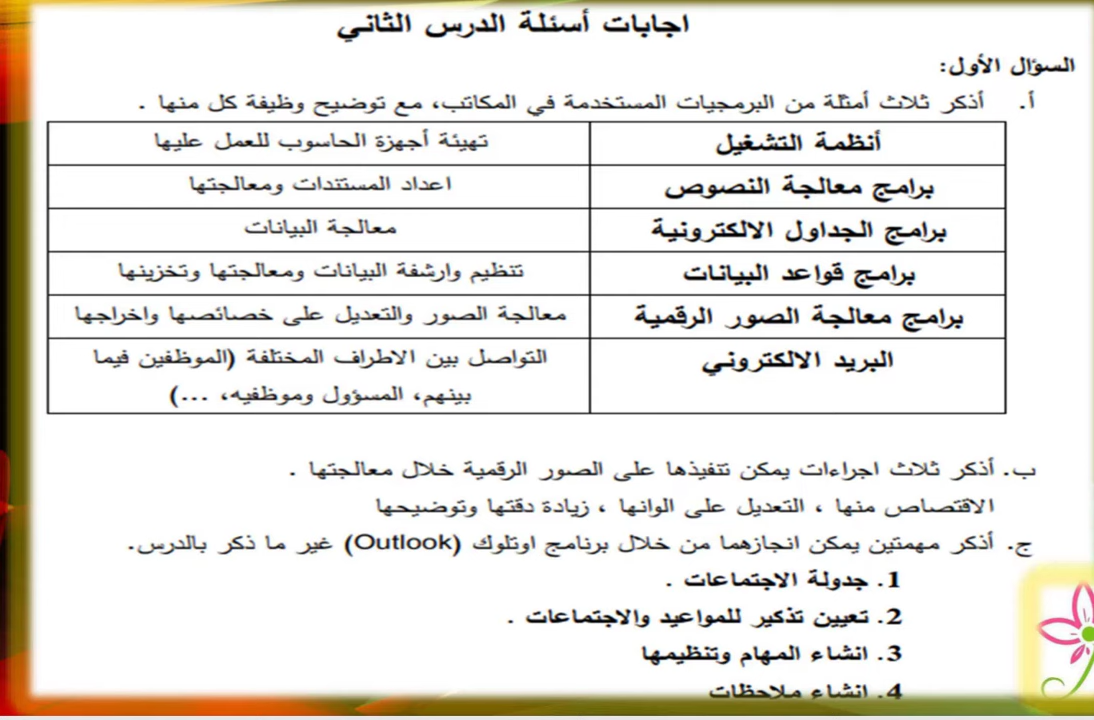 اجابات أسئلة الدرس الثاني
السؤال الأول:
أ. أذكر ثلاث أمثلة من البرمجيات المستخدمة في المكاتب، مع توضيح وظيفة كل منها .
أنظمة التشغيل تهيئة أجهزة الحاسوب للعمل عليها
برامج معالجة النصوص اعداد المستندات ومعالجتها
برامج الجداول الالكترونية معالجة البيانات
برامج قواعد البيانات تنظيم وارشفة البيانات ومعالجتها وتخزينها
برامج معالجة الصور الرقمية معالجة الصور والتعديل على خصائصها واخراجها
البريد الالكتروني التواصل بين الاطراف المختلفة (الموظفين فيما
بينهم، المسؤول وموظفيه، ...)
ب. أذكر ثلاث اجراءات يمكن تنفيذها على الصور الرقمية خلال معالجتها .
الاقتصاص منها ، التعديل على الوانها ، زيادة دقتها وتوضيحها
ج. أذكر مهمتين يمكن انجازهما من خلال برنامج اوتلوك (Outlook) غير ما ذكر بالدرس.
1. جدولة الاجتماعات .
2. تعيين تذكير للمواعيد والاجتماعات .
3. انشاء المهام وتنظيمها
4. انشاء ملاحظات